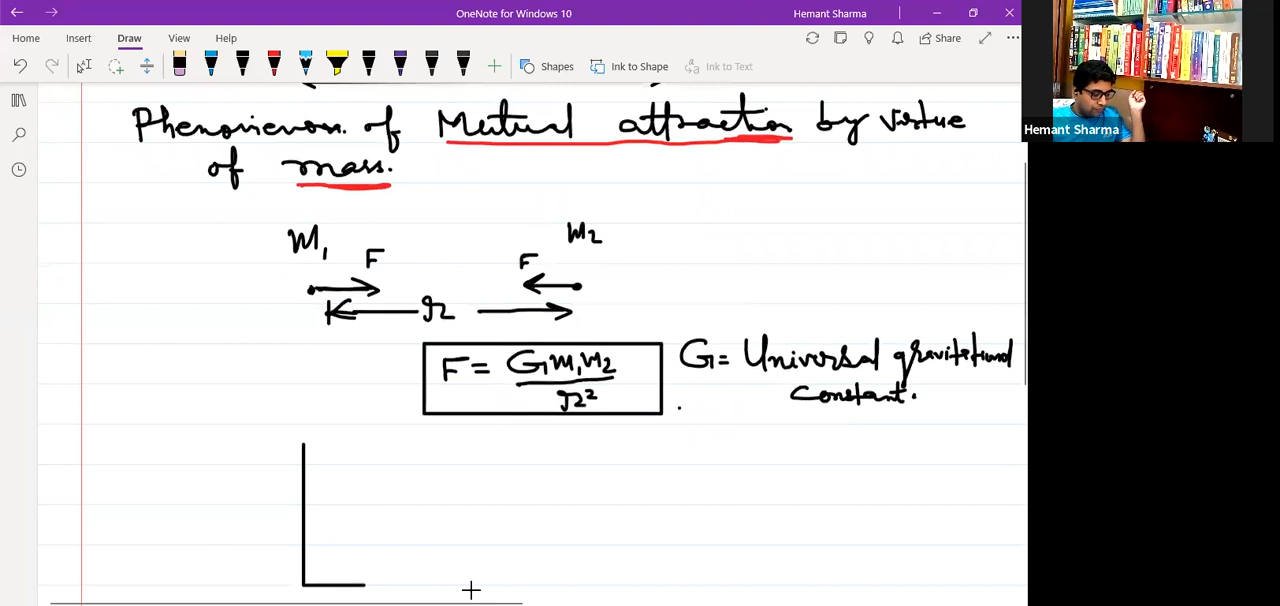 OneNote for Windows 10
Hemant Sharma
Home Insert Draw View Help
Share
Shapes Ink to Shape Ink to Text
Hemant Sharma
Phenomenon of Mutual attraction by virtue
of mass.
M₁ M₂
F F
r
F = Gm₁m₂
r²
G = Universal gravitational
constant.